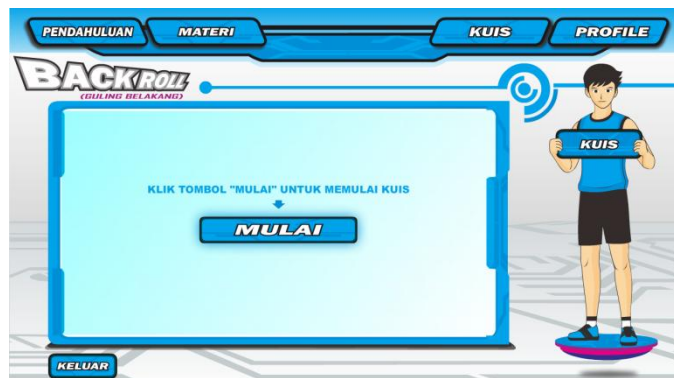 PENDAHULUAN
MATERI
KUIS
PROFILE
BACK ROLL
(GULING BELAKANG)
KUIS
KLIK TOMBOL "MULAI" UNTUK MEMULAI KUIS
MULAI
KELUAR